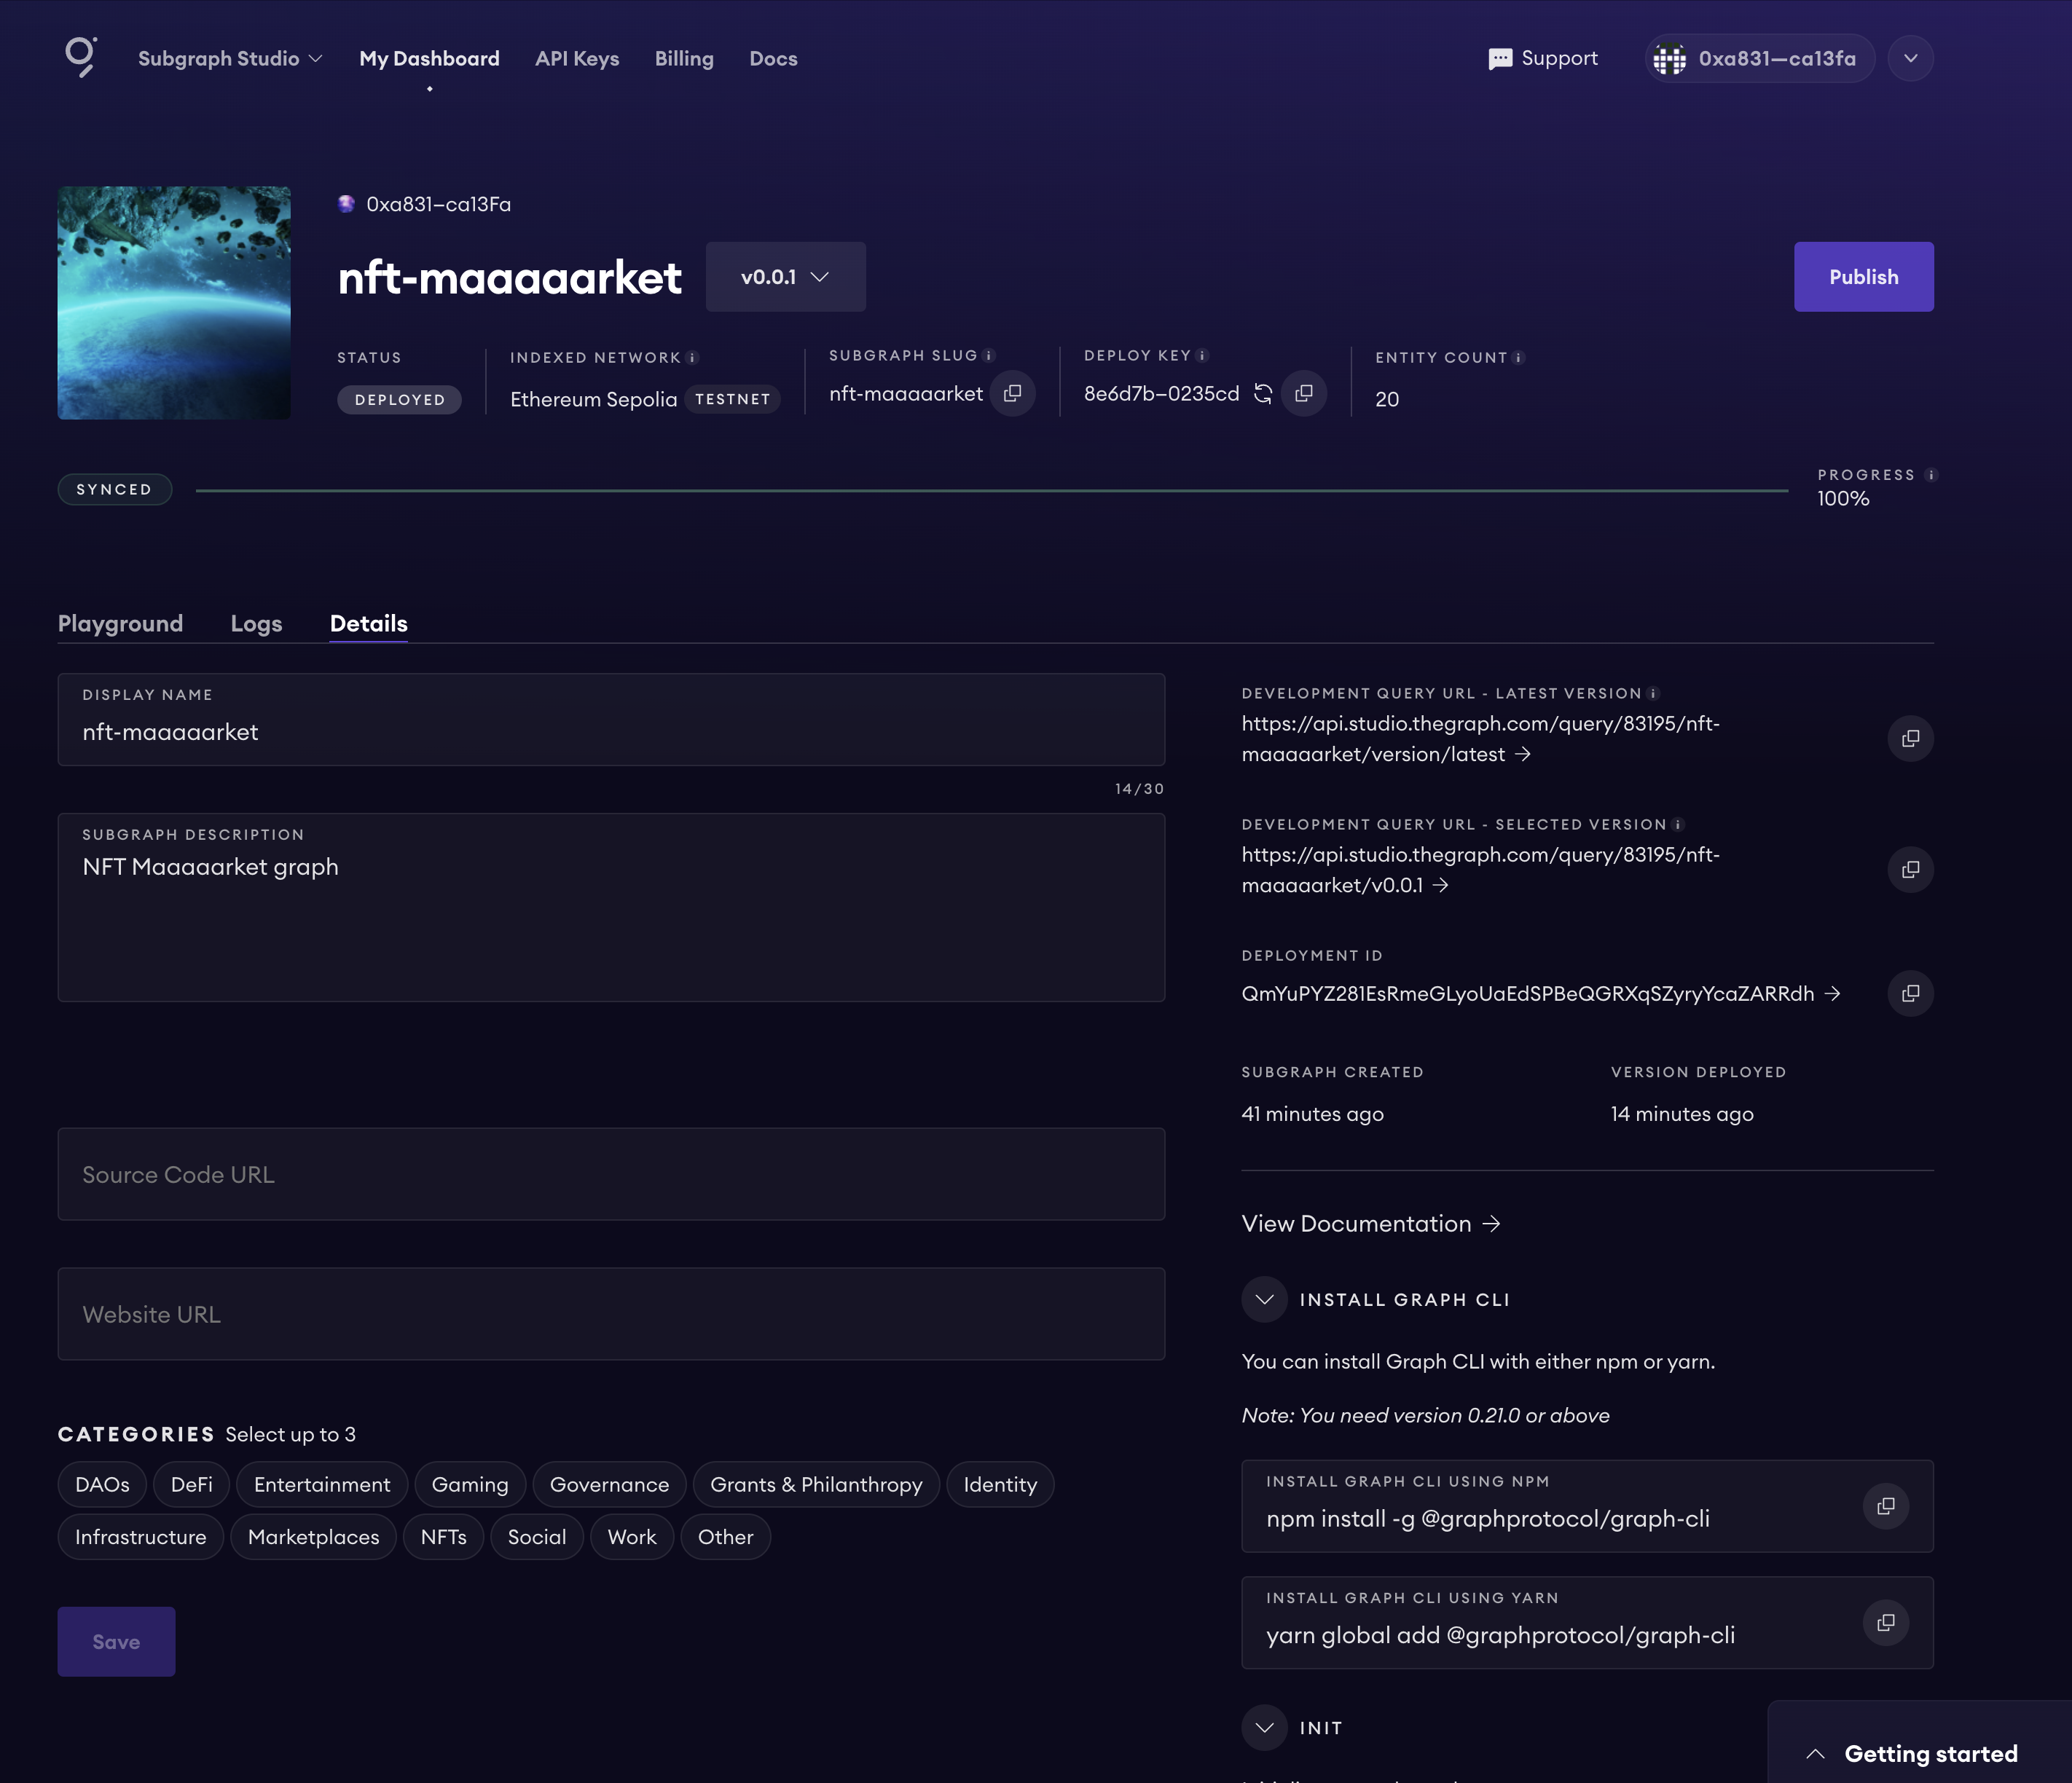 Subgraph Studio
My Dashboard
API Keys
Billing
Docs
Support
0xa831—ca13fa
0xa831—ca13Fa
nft-maaaaarket
v0.0.1
Publish
STATUS
DEPLOYED
INDEXED NETWORK
Ethereum Sepolia TESTNET
SUBGRAPH SLUG
nft-maaaaarket
DEPLOY KEY
8e6d7b—0235cd
ENTITY COUNT
20
SYNCED
PROGRESS
100%
Playground
Logs
Details
DISPLAY NAME
nft-maaaaarket
14/30
SUBGRAPH DESCRIPTION
NFT Maaaaarket graph
Source Code URL
Website URL
CATEGORIES Select up to 3
DAOs DeFi Entertainment Gaming Governance Grants & Philanthropy Identity
Infrastructure Marketplaces NFTs Social Work Other
Save
DEVELOPMENT QUERY URL - LATEST VERSION
https://api.studio.thegraph.com/query/83195/nft-
maaaaarket/version/latest →
DEVELOPMENT QUERY URL - SELECTED VERSION
https://api.studio.thegraph.com/query/83195/nft-
maaaaarket/v0.0.1 →
DEPLOYMENT ID
QmYuPYZ281EsRmeGLyoUaEdSPBeQGRXqSZyryYcaZARRdh →
SUBGRAPH CREATED
41 minutes ago
VERSION DEPLOYED
14 minutes ago
View Documentation →
INSTALL GRAPH CLI
You can install Graph CLI with either npm or yarn.
Note: You need version 0.21.0 or above
INSTALL GRAPH CLI USING NPM
npm install -g @graphprotocol/graph-cli
INSTALL GRAPH CLI USING YARN
yarn global add @graphprotocol/graph-cli
INIT
Getting started